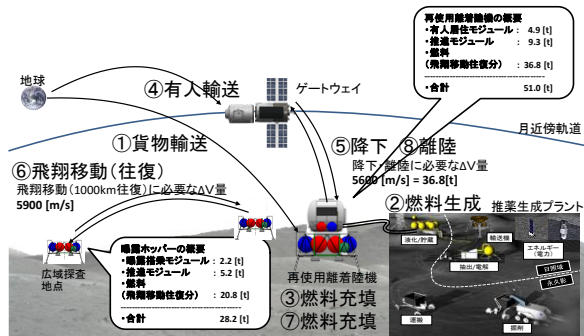 再使用離着陸機の概要
・有人居住モジュール : 4.9 [t]
・推進モジュール : 9.3 [t]
・燃料
(飛翔移動往復分) : 36.8 [t]
・合計 51.0 [t]
地球
④有人輸送
ゲートウェイ
月近傍軌道
①貨物輸送
⑤降下 ⑧離陸
降下・離陸に必要なΔV量
5600 [m/s] = 36.8[t]
⑥飛翔移動(往復)
飛翔移動(1000km往復)に必要なΔV量
5900 [m/s]
②燃料生成 推薬生成プラント
液化/貯蔵
輸送機
エネルギー
(電力)
抽出/電解
日照域
永久影
運搬
掘削
広域探査
地点
曝露ホッパーの概要
・曝露搭乗モジュール : 2.2 [t]
・推進モジュール : 5.2 [t]
・燃料
(飛翔移動往復分) : 20.8 [t]
・合計 28.2 [t]
再使用離着陸機
③燃料充填
⑦燃料充填